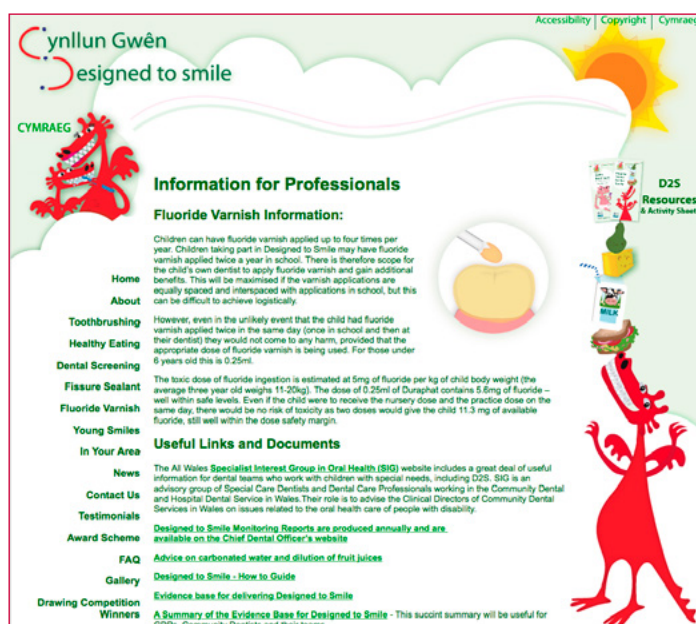 Accessibility | Copyright | Cymraeg
Cynllun Gwên
Designed to smile
CYMRAEG
D2S
Resources
& Activity Sheet
MILK
Information for Professionals
Fluoride Varnish Information:
Children can have fluoride varnish applied up to four times per
year. Children taking part in Designed to Smile may have fluoride
varnish applied twice a year in school. There is therefore scope for
the child's own dentist to apply fluoride varnish and gain additional
benefits. This will be maximised if the varnish applications are
equally spaced and interspaced with applications in school, but this
can be difficult to achieve logistically.
However, even in the unlikely event that the child had fluoride
varnish applied twice in the same day (once in school and then at
their dentist) they would not come to any harm, provided that the
appropriate dose of fluoride varnish is being used. For those under
6 years old this is 0.25ml.
The toxic dose of fluoride ingestion is estimated at 5mg of fluoride per kg of child body weight (the
average three year old weighs 11-20kg). The dose of 0.25ml of Duraphat contains 5.6mg of fluoride –
well within safe levels. Even if the child were to receive the nursery dose and the practice dose on the
same day, there would be no risk of toxicity as two doses would give the child 11.3 mg of available
fluoride, still well within the dose safety margin.
Useful Links and Documents
The All Wales Specialist Interest Group in Oral Health (SIG) website includes a great deal of useful
information for dental teams who work with children with special needs, including D2S. SIG is an
advisory group of Special Care Dentists and Dental Care Professionals working in the Community Dental
and Hospital Dental Service in Wales.Their role is to advise the Clinical Directors of Community Dental
Services in Wales on issues related to the oral health care of people with disability.
Designed to Smile Monitoring Reports are produced annually and are
available on the Chief Dental Officer's website
Advice on carbonated water and dilution of fruit juices
Designed to Smile - How to Guide
Evidence base for delivering Designed to Smile
A Summary of the Evidence Base for Designed to Smile - This succint summary will be useful for
GDPs, Community Dentists and their teams
Home
About
Toothbrushing
Healthy Eating
Dental Screening
Fissure Sealant
Fluoride Varnish
Young Smiles
In Your Area
News
Contact Us
Testimonials
Award Scheme
FAQ
Gallery
Drawing Competition
Winners